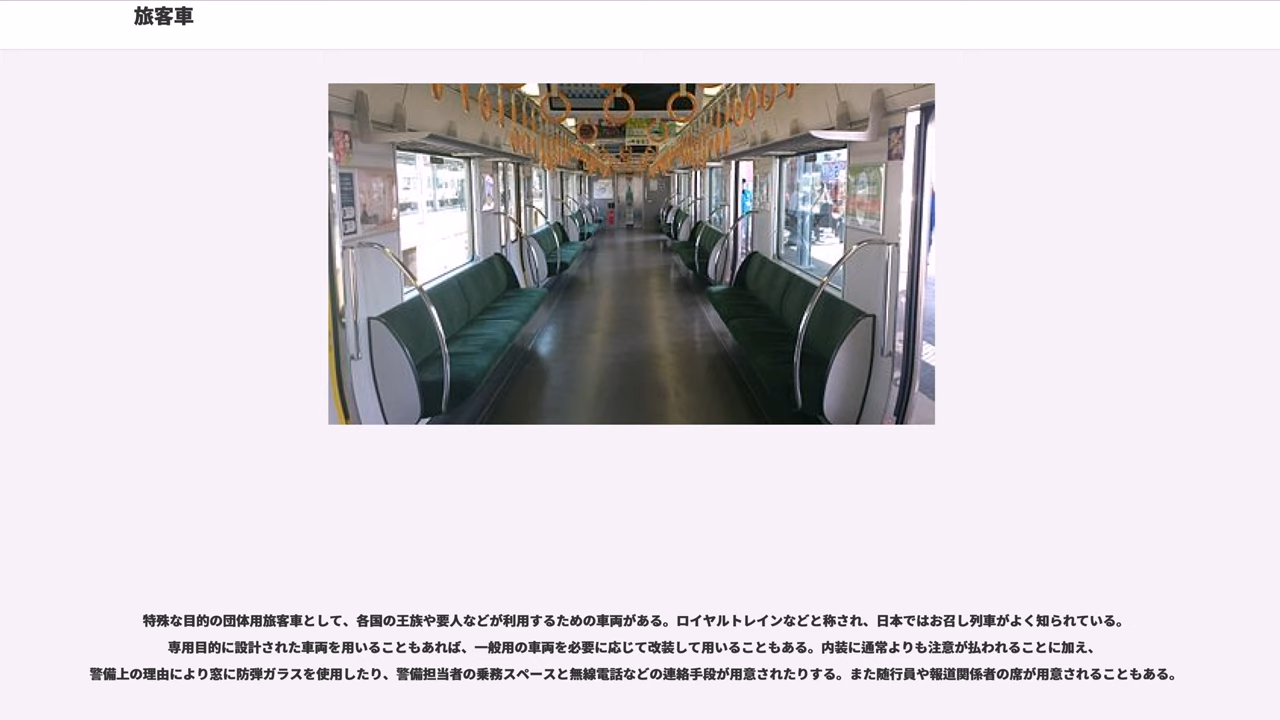 旅客車
特殊な目的の団体用旅客車として、各国の王族や要人などが利用するための車両がある。ロイヤルトレインなどと称され、日本ではお召し列車がよく知られている。
専用目的に設計された車両を用いることもあれば、一般用の車両を必要に応じて改装して用いることもある。内装に通常よりも注意が払われることに加え、
警備上の理由により窓に防弾ガラスを使用したり、警備担当者の乗務スペースと無線電話などの連絡手段が用意されたりする。また随行員や報道関係者の席が用意されることもある。